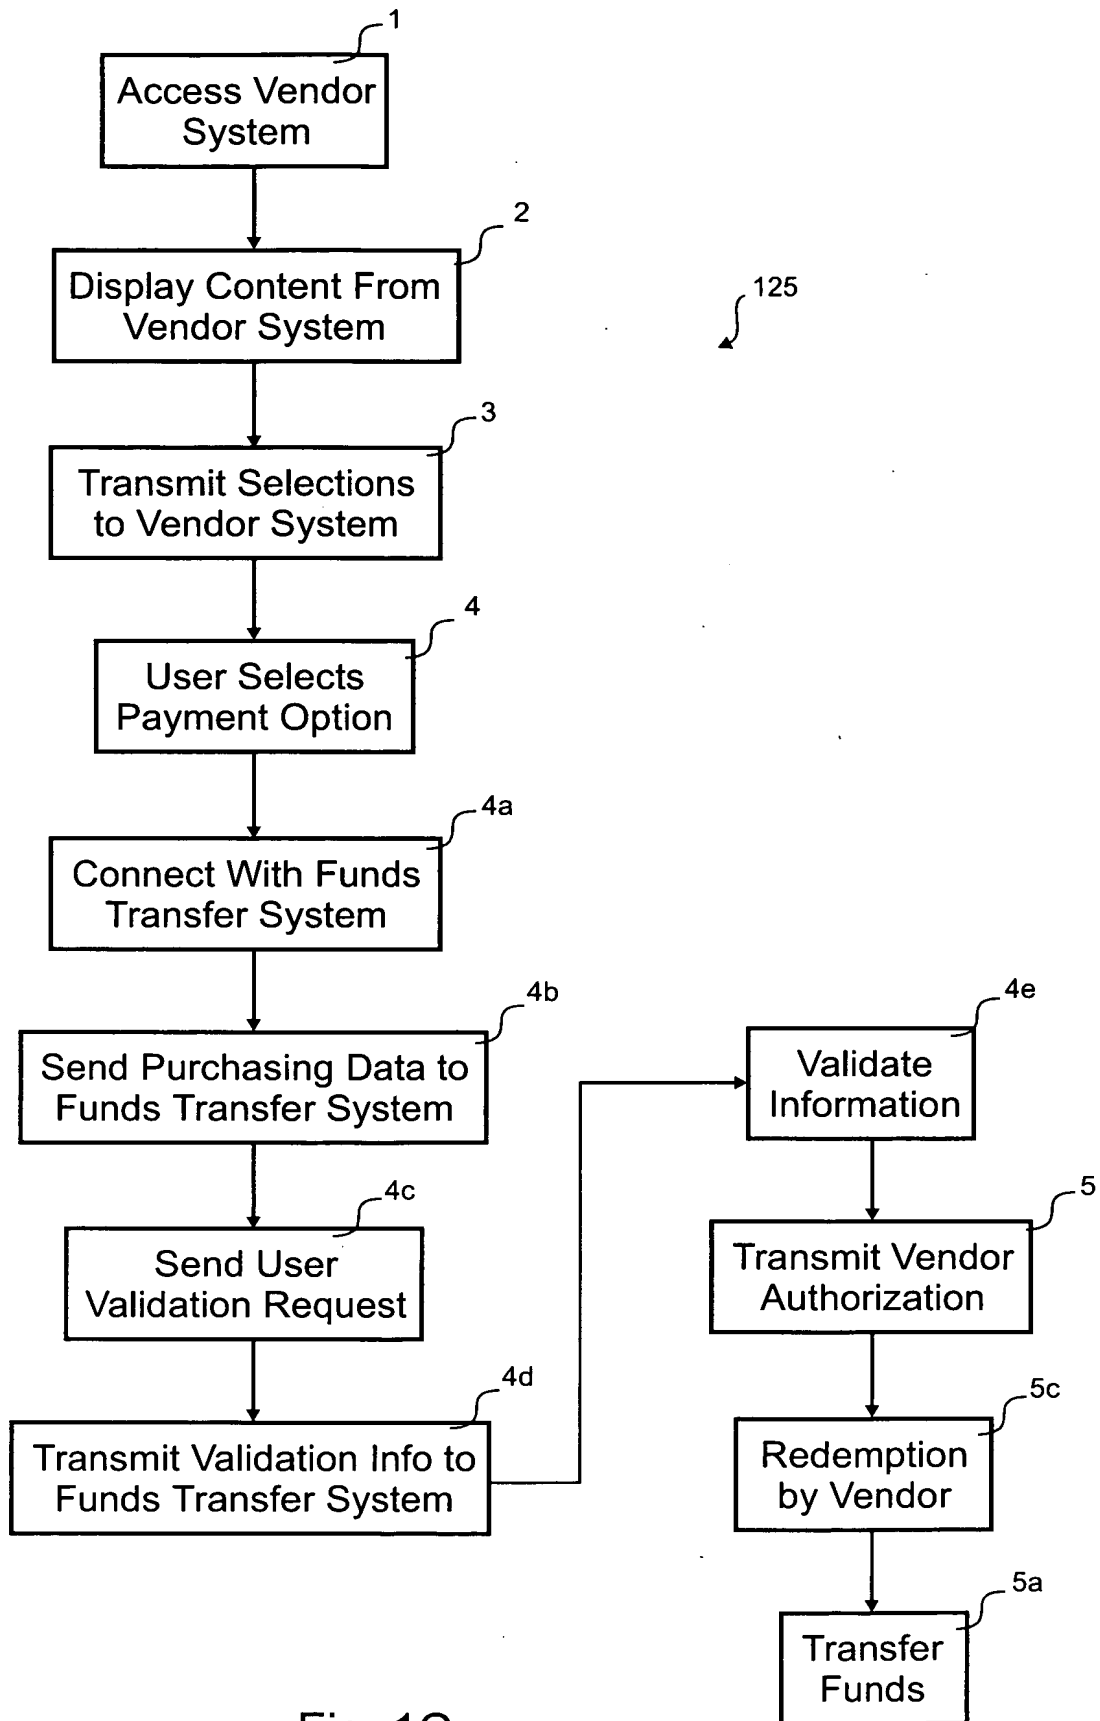 1
Access Vendor
System
2
Display Content From
Vendor System
125
3
Transmit Selections
to Vendor System
4
User Selects
Payment Option
4a
Connect With Funds
Transfer System
4b
Send Purchasing Data to
Funds Transfer System
4c
Send User
Validation Request
4d
Transmit Validation Info to
Funds Transfer System
4e
Validate
Information
5
Transmit Vendor
Authorization
5c
Redemption
by Vendor
5a
Transfer
Funds